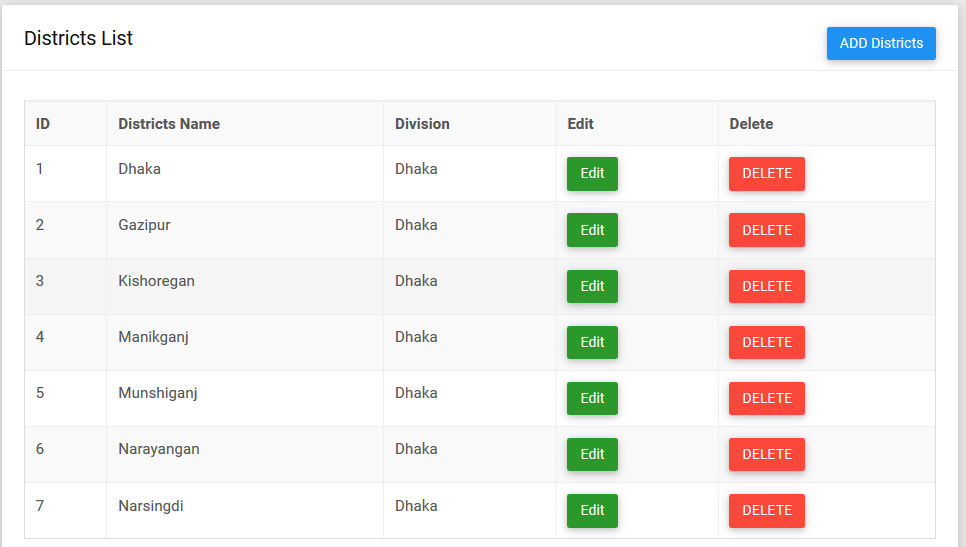 Districts List
ADD Districts
ID Districts Name Division Edit Delete
1 Dhaka Dhaka Edit DELETE
2 Gazipur Dhaka Edit DELETE
3 Kishoregan Dhaka Edit DELETE
4 Manikganj Dhaka Edit DELETE
5 Munshiganj Dhaka Edit DELETE
6 Narayangan Dhaka Edit DELETE
7 Narsingdi Dhaka Edit DELETE